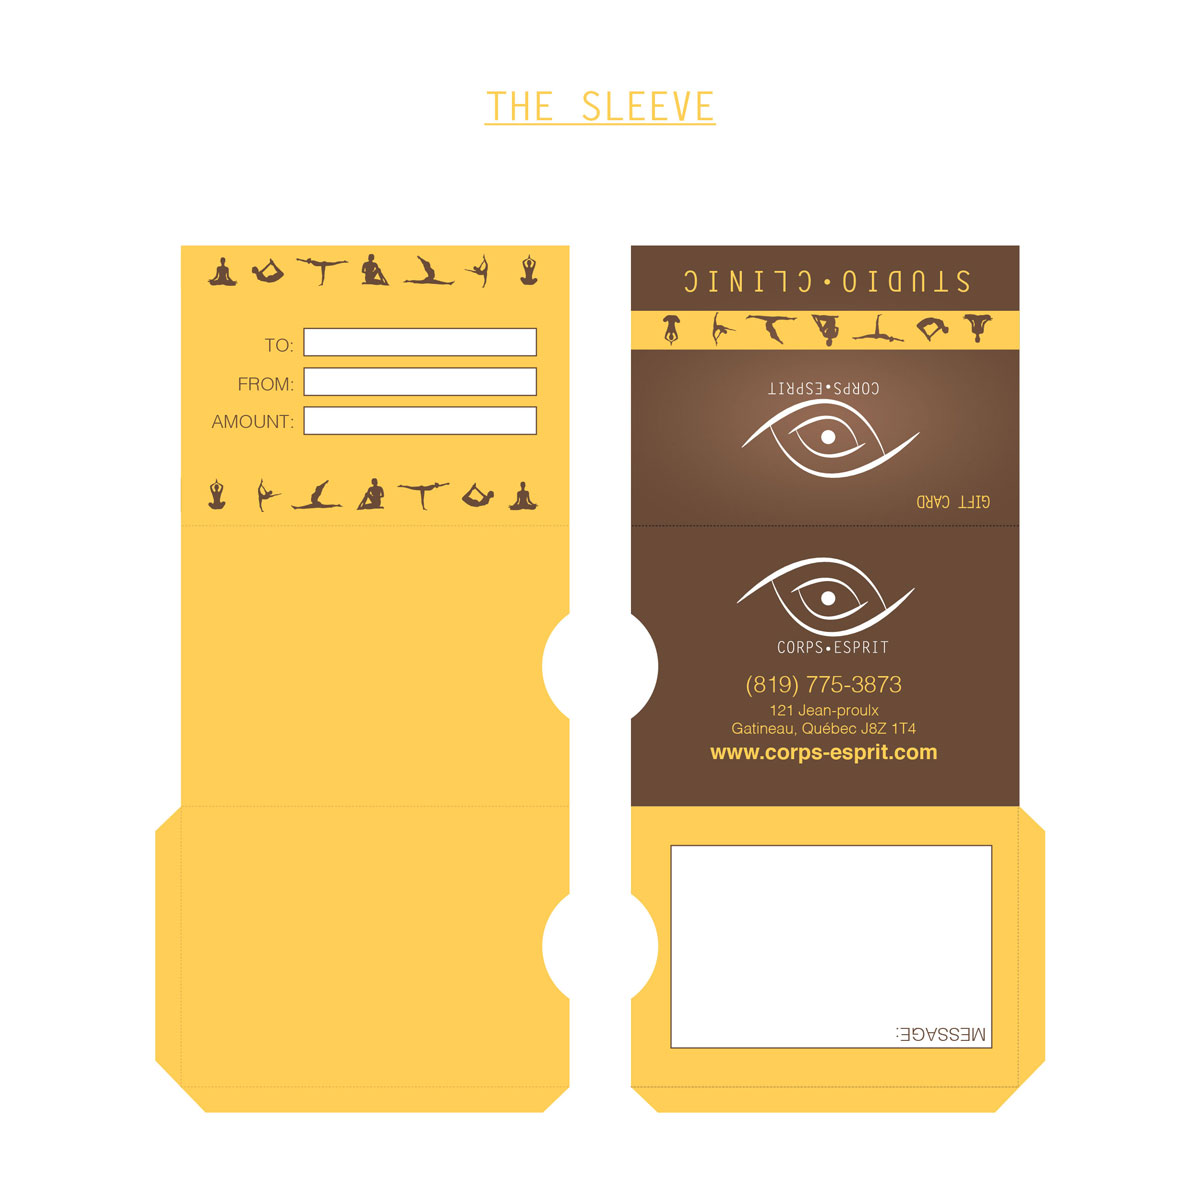 THE SLEEVE
TO:
FROM:
AMOUNT:
STUDIO•CLINIC
CORPS•ESPRIT
GIFT CARD
CORPS•ESPRIT
(819) 775-3873
121 Jean-proulx
Gatineau, Québec J8Z 1T4
www.corps-esprit.com
MESSAGE: